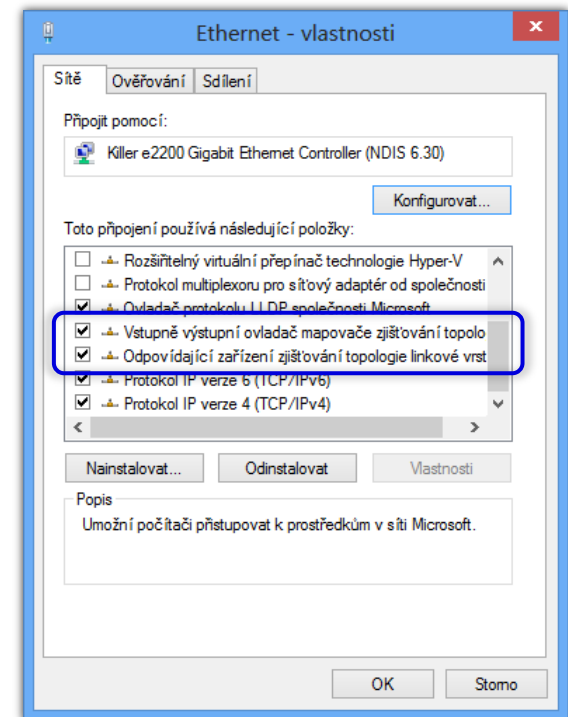 Ethernet - vlastnosti
Sítě Ověřování Sdílení
Připojit pomocí:
Killer e2200 Gigabit Ethernet Controller (NDIS 6.30)
Konfigurovat...
Toto připojení používá následující položky:
Rozšiřitelný virtuální přepínač technologie Hyper-V
Protokol multiplexoru pro síťový adaptér od společnosti
Ovladač protokolu LLDP společnosti Microsoft
Vstupně výstupní ovladač mapovače zjišťování topolo
Odpovídající zařízení zjišťování topologie linkové vrst
Protokol IP verze 6 (TCP/IPv6)
Protokol IP verze 4 (TCP/IPv4)
Nainstalovat... Odinstalovat Vlastnosti
Popis
Umožní počítači přistupovat k prostředkům v síti Microsoft.
OK Storno